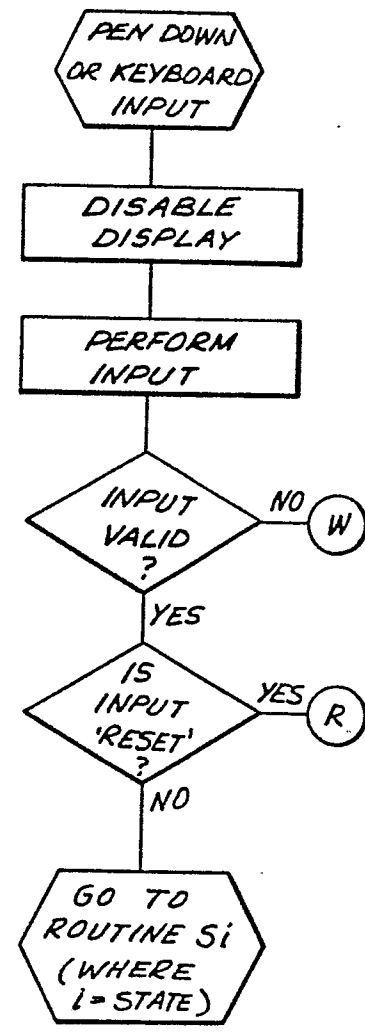 PEN DOWN
OR KEYBOARD
INPUT
DISABLE
DISPLAY
PERFORM
INPUT
INPUT
VALID
?
NO
W
YES
IS
INPUT
'RESET'
?
YES
R
NO
GO TO
ROUTINE Si
(WHERE
i=STATE)